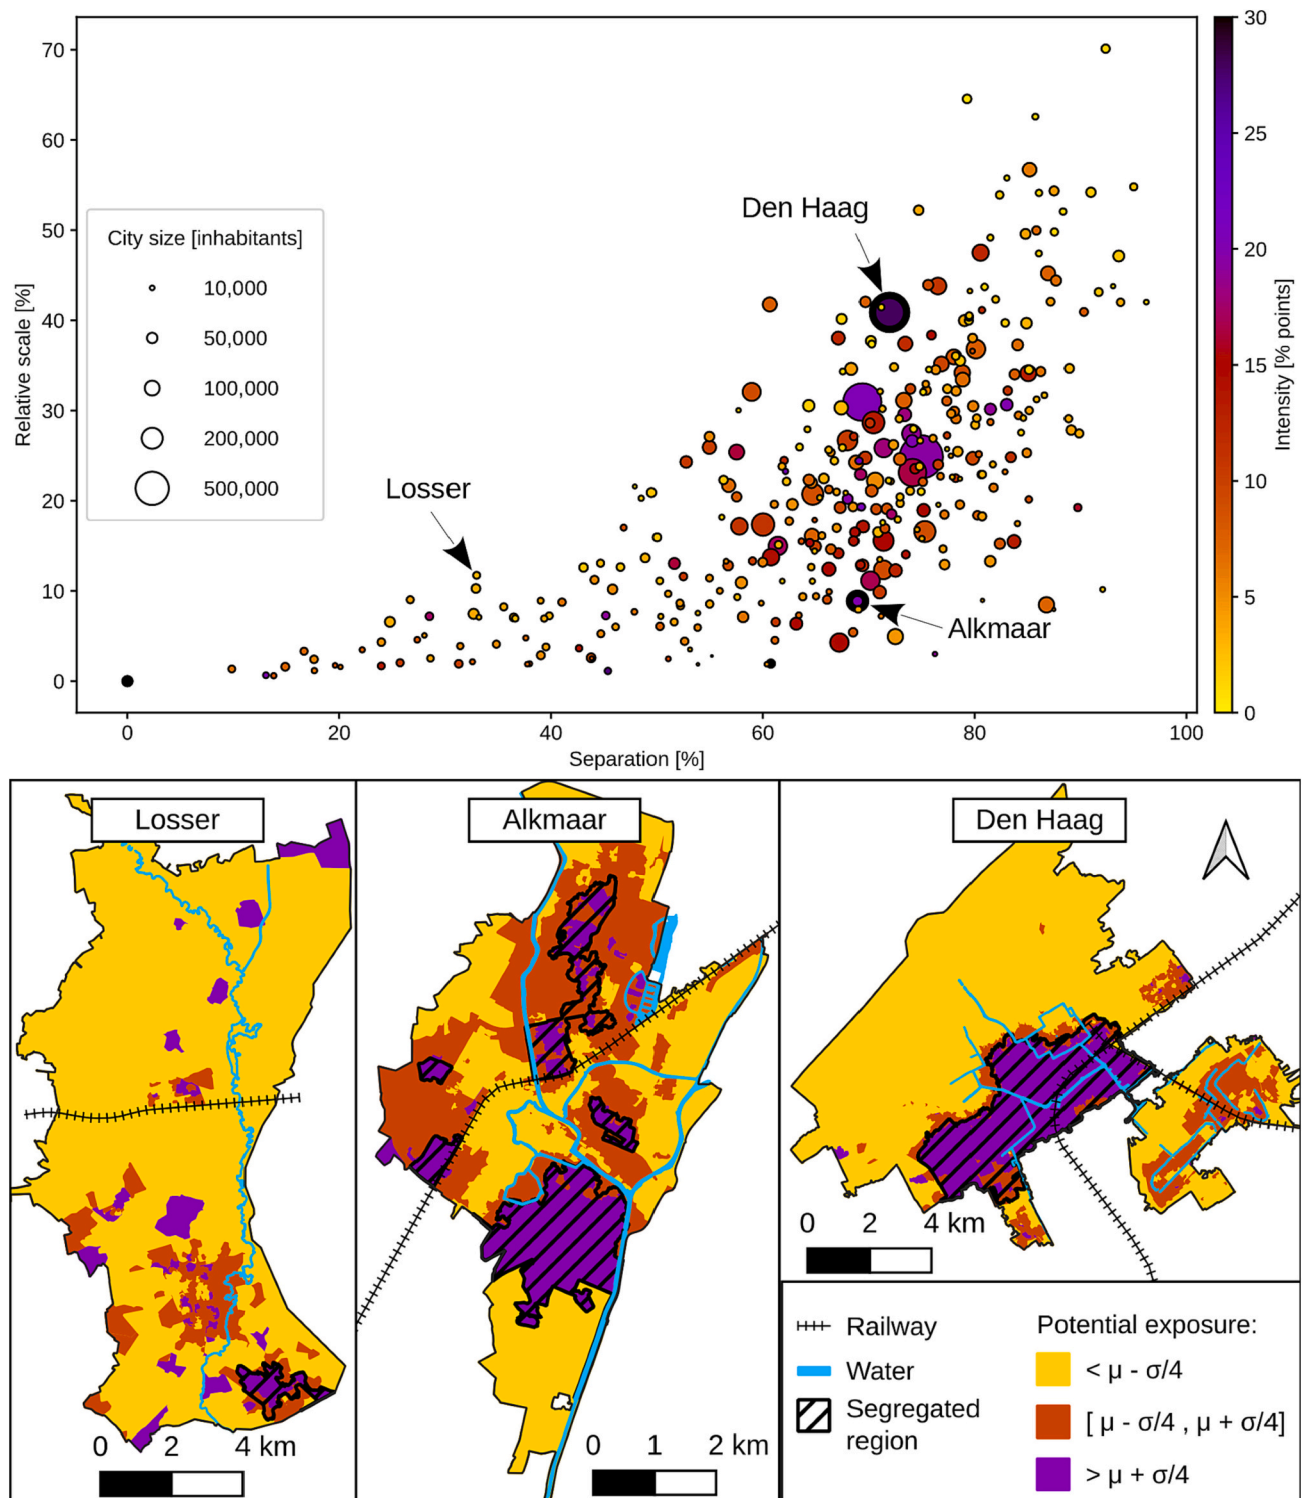 70
60
50
40
30
20
10
0
Relative scale [%]
City size [inhabitants]
10,000
50,000
100,000
200,000
500,000
Den Haag
Losser
Alkmaar
0
20
40
60
80
100
Separation [%]
30
25
20
15
10
5
0
Intensity [% points]
Losser
0 2 4 km
Alkmaar
0 1 2 km
Den Haag
0 2 4 km
Railway
Water
Segregated
region
Potential exposure:
< μ - σ/4
[ μ - σ/4 , μ + σ/4]
> μ + σ/4